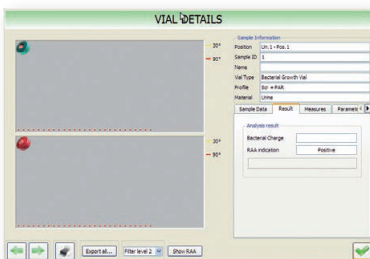 VIAL DETAILS
30°
90°
30°
90°
Sample Information
Position Un.1 - Pos.1
Sample ID 1
Name
Vial Type Bacterial Growth Vial
Profile Scr + PAR
Material Urine
Sample Data Result Measures Paramets
Analysis result
Bacterial Charge
RAA indication Positive
Export all... Filter level 2 Show RAA